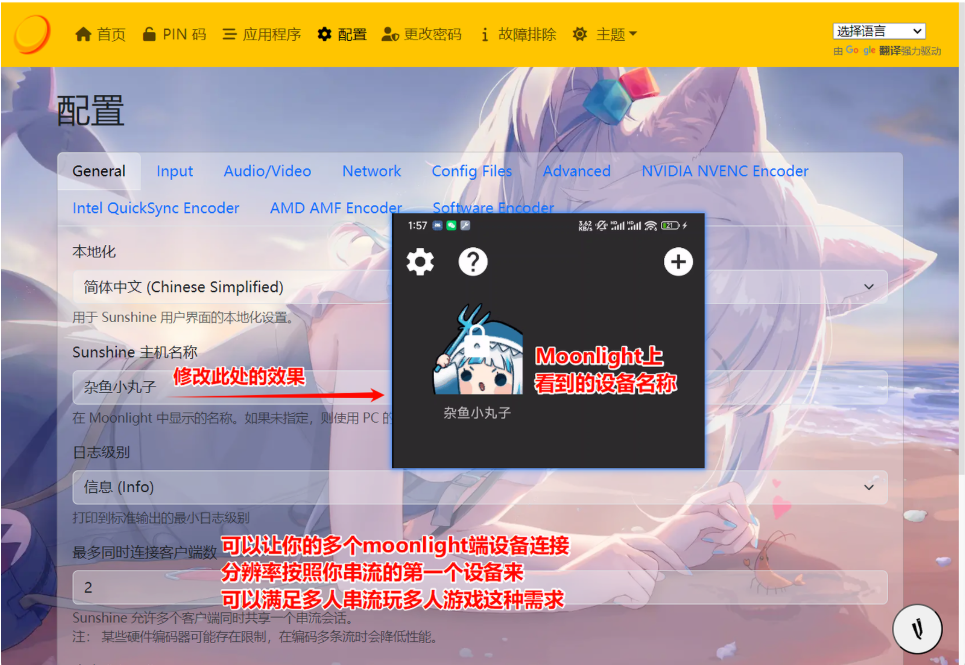 首页 PIN 码 应用程序 配置 更改密码 故障排除 主题
选择语言
由 Google 翻译强力驱动
配置
General Input Audio/Video Network Config Files Advanced NVIDIA NVENC Encoder
Intel QuickSync Encoder AMD AMF Encoder Software Encoder
本地化
简体中文 (Chinese Simplified)
用于 Sunshine 用户界面的本地化设置。
Sunshine 主机名称
杂鱼小丸子
修改此处的效果
在 Moonlight 中显示的名称。如果未指定，则使用 PC 的
1:57
Moonlight上
看到的设备名称
杂鱼小丸子
日志级别
信息 (Info)
打印到标准输出的最小日志级别
最多同时连接客户端数
可以让你的多个moonlight端设备连接
分辨率按照你串流的第一个设备来
可以满足多人串流玩多人游戏这种需求
2
Sunshine 允许多个客户端同时共享一个串流会话。
注： 某些硬件编码器可能存在限制，在编码多条流时会降低性能。